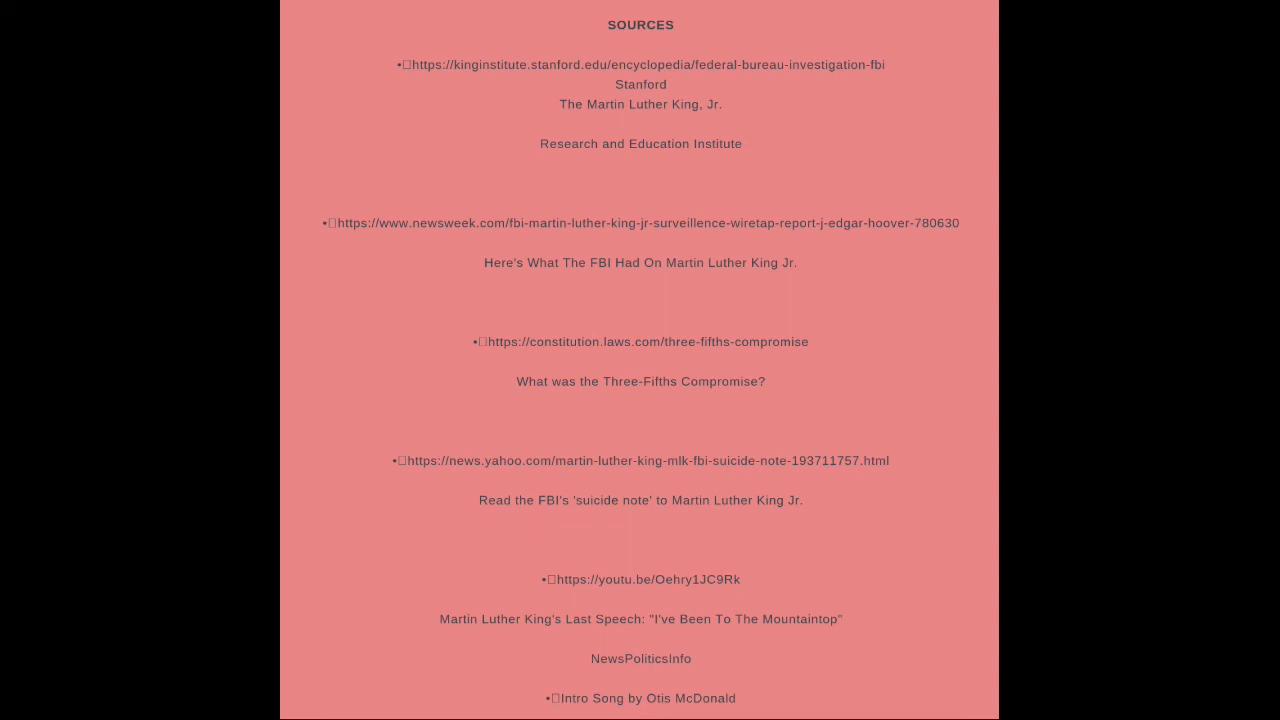 SOURCES
•□https://kinginstitute.stanford.edu/encyclopedia/federal-bureau-investigation-fbi
Stanford
The Martin Luther King, Jr.
Research and Education Institute
•□https://www.newsweek.com/fbi-martin-luther-king-jr-surveillence-wiretap-report-j-edgar-hoover-780630
Here's What The FBI Had On Martin Luther King Jr.
•□https://constitution.laws.com/three-fifths-compromise
What was the Three-Fifths Compromise?
•□https://news.yahoo.com/martin-luther-king-mlk-fbi-suicide-note-193711757.html
Read the FBI's 'suicide note' to Martin Luther King Jr.
•□https://youtu.be/Oehry1JC9Rk
Martin Luther King's Last Speech: "I've Been To The Mountaintop"
NewsPoliticsInfo
•□Intro Song by Otis McDonald